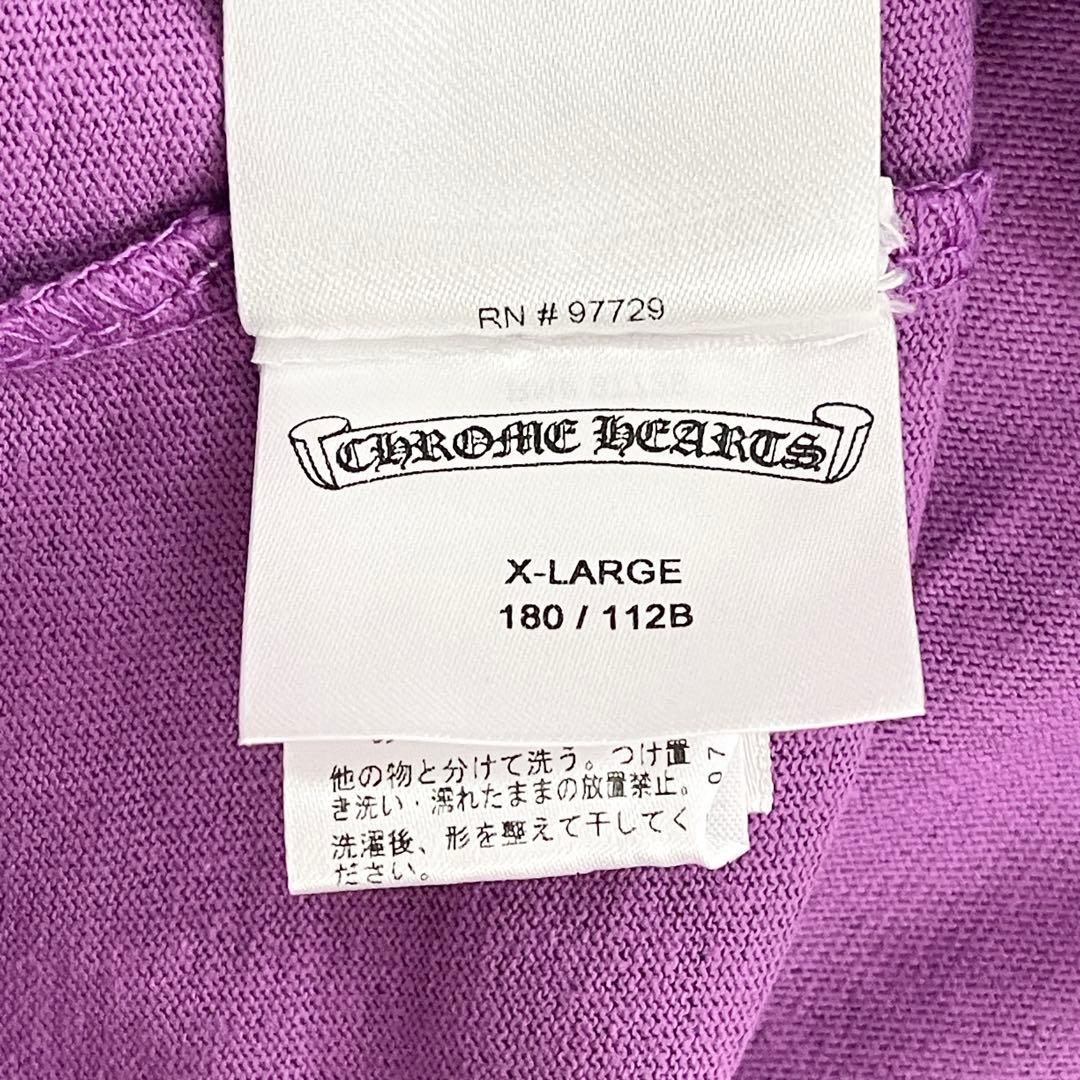 RN # 97729
CHROME HEARTS
X-LARGE
180 / 112B
他の物と分けて洗う。つけ置
き洗い・濡れたままの放置禁止。
洗濯後、形を整えて干してく
ださい。